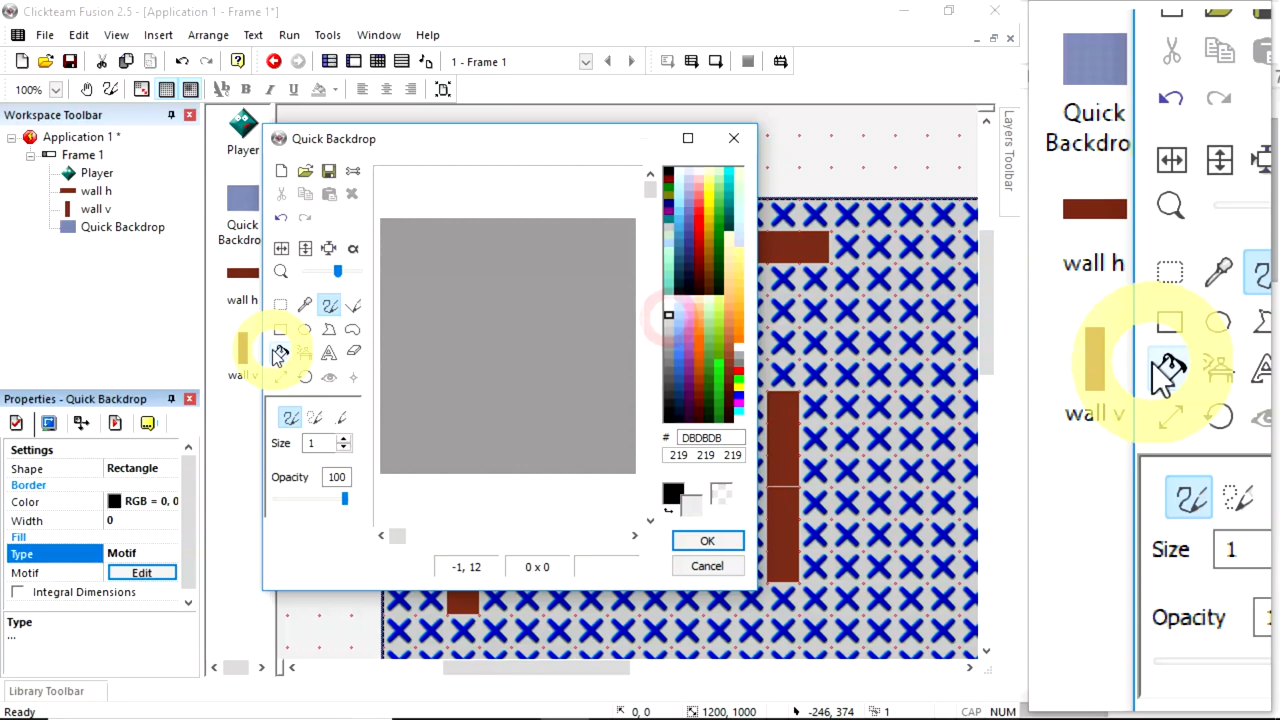 Clickteam Fusion 2.5 - [Application 1 - Frame 1*]
File Edit View Insert Arrange Text Run Tools Window Help
1 - Frame 1
100%
B I U
Workspace Toolbar
Application 1 *
Frame 1
Player
wall h
wall v
Quick Backdrop
Properties - Quick Backdrop
Settings
Shape Rectangle
Border
Color RGB = 0, 0
Width 0
Fill
Type Motif
Motif Edit
Integral Dimensions
Type
...
Library Toolbar
Ready
Player
Quick
Backdro
wall h
wall v
Quick Backdrop
Size 1
Opacity 100
# DBDBDB
219 219 219
OK
Cancel
-1, 12
0 x 0
Layers Toolbar
0, 0
1200, 1000
-246, 374
1
CAP NUM
Quick
Backdro
wall h
wall v
Size 1
Opacity